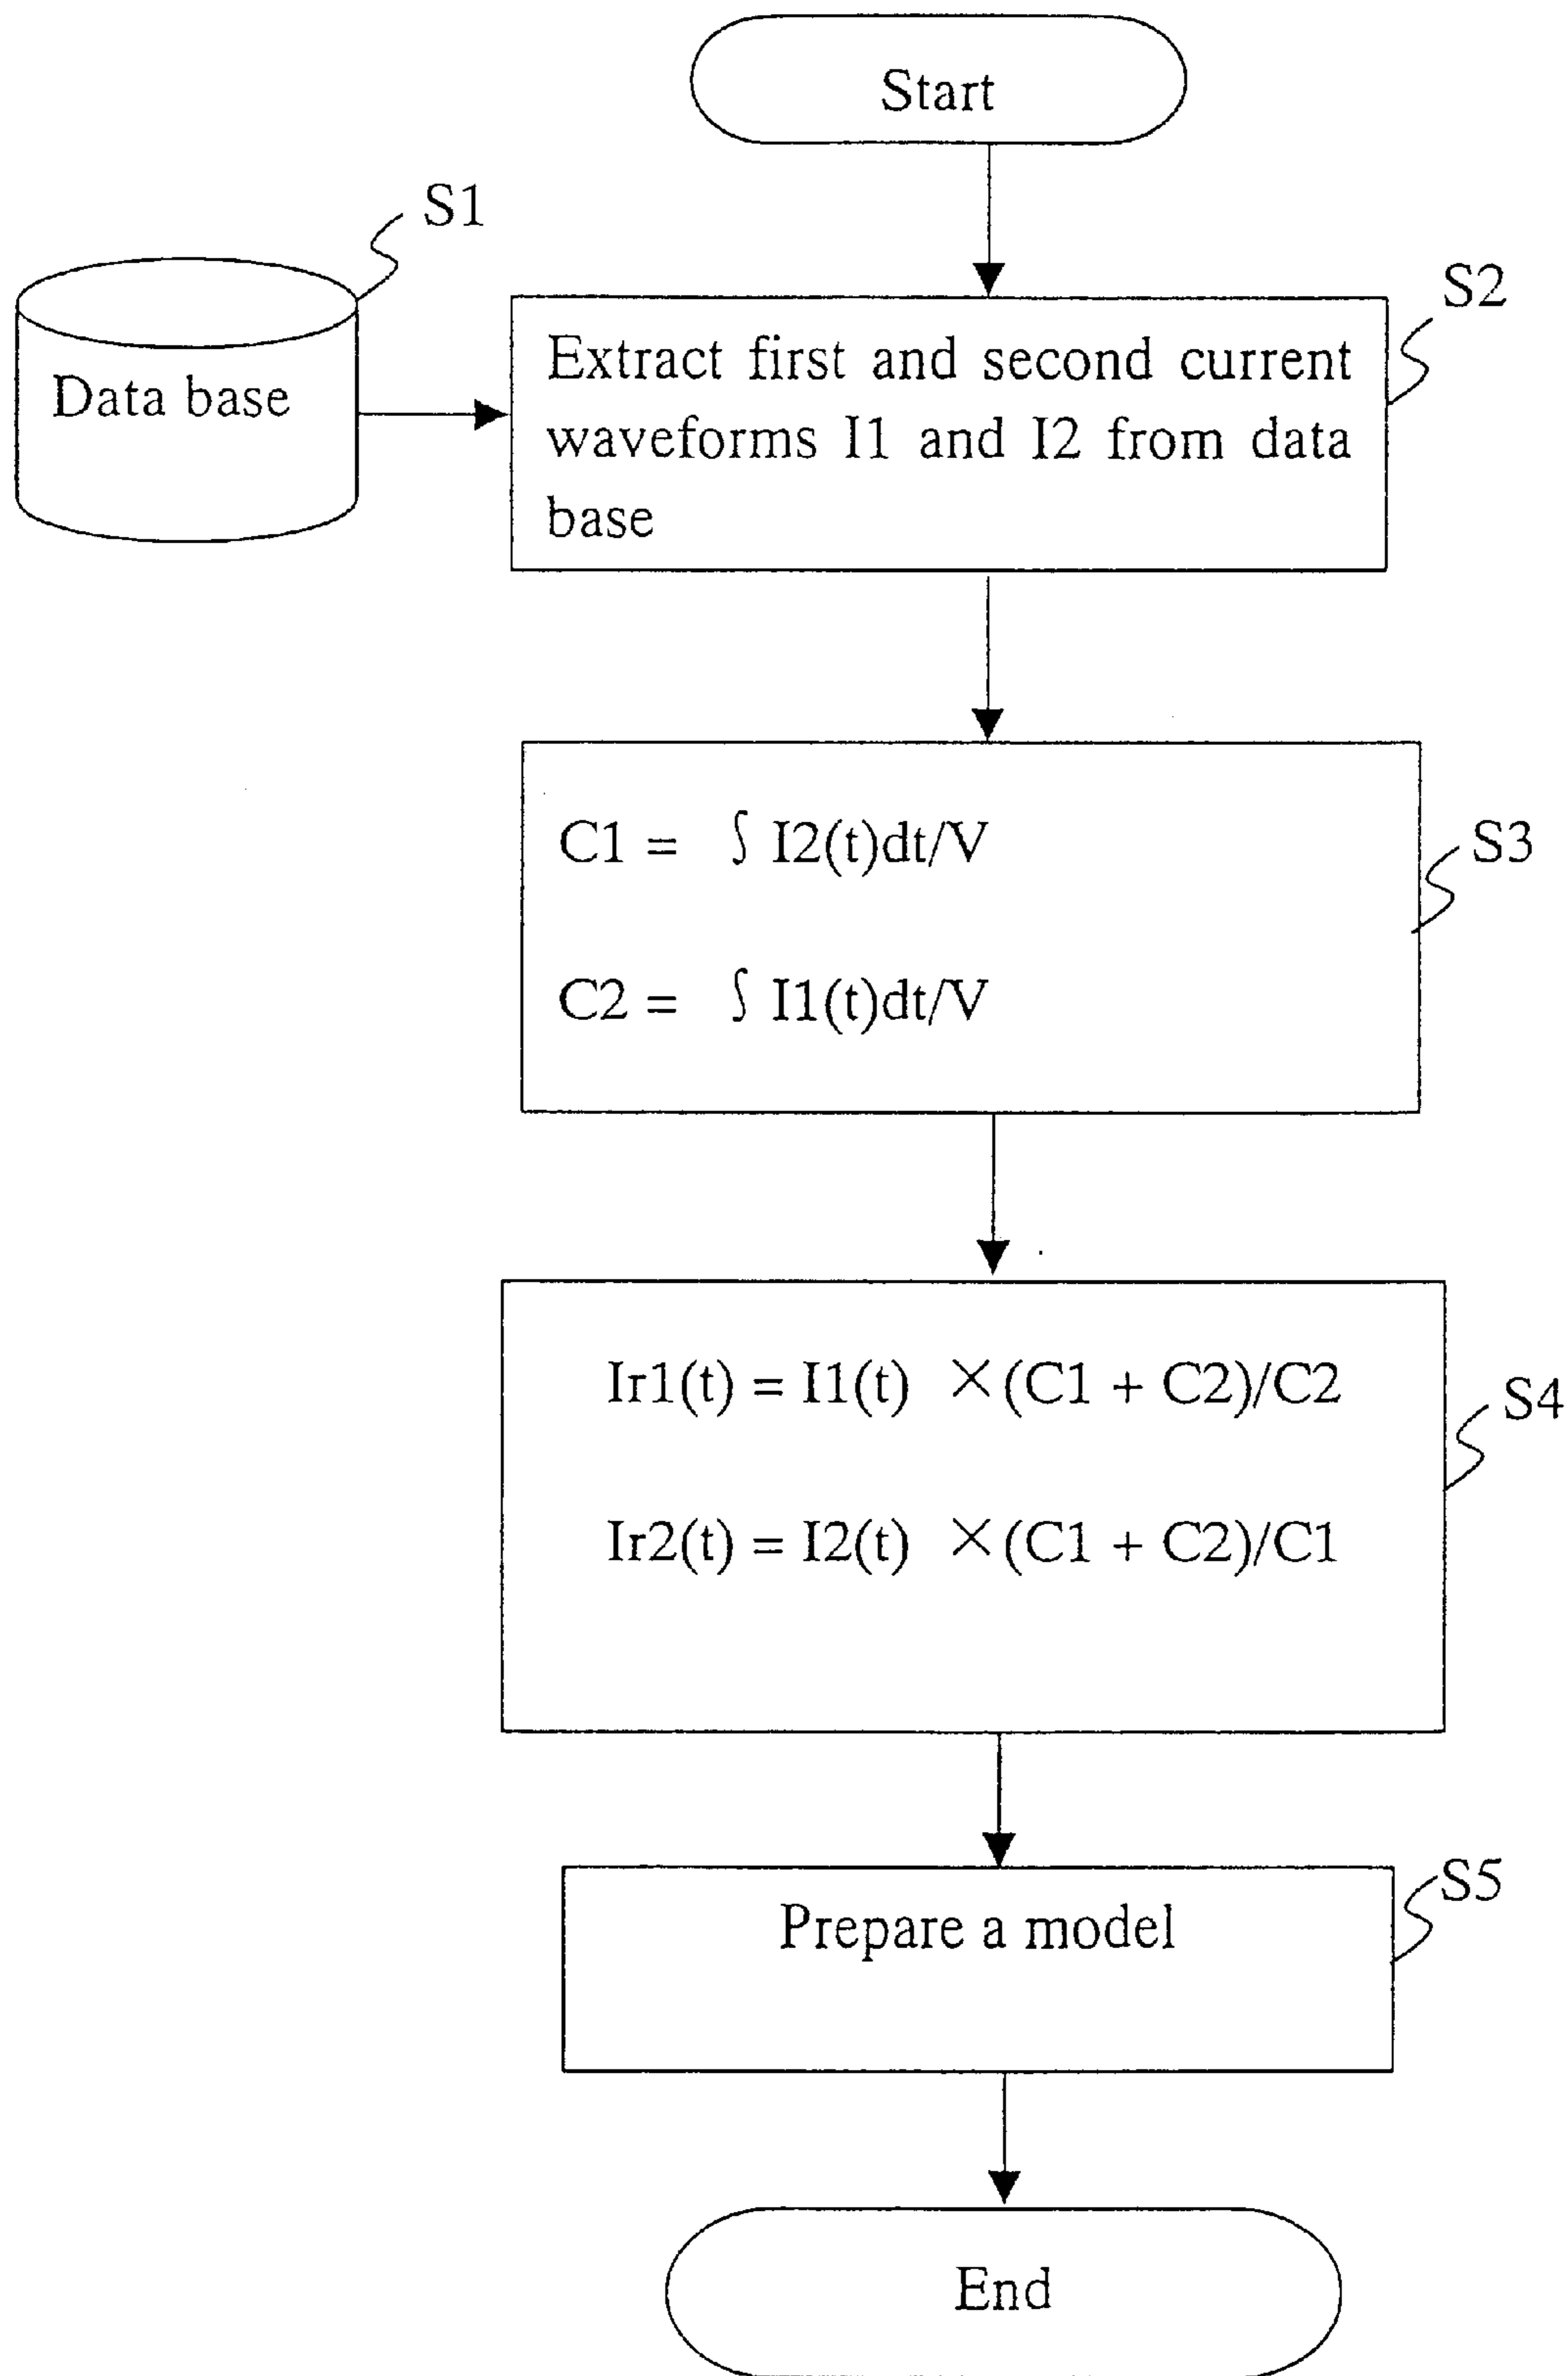 Start
S1
Data base
S2
Extract first and second current
waveforms I1 and I2 from data
base
S3
C1 = ∫ I2(t)dt/V
C2 = ∫ I1(t)dt/V
S4
Ir1(t) = I1(t) ×(C1 + C2)/C2
Ir2(t) = I2(t) ×(C1 + C2)/C1
S5
Prepare a model
End